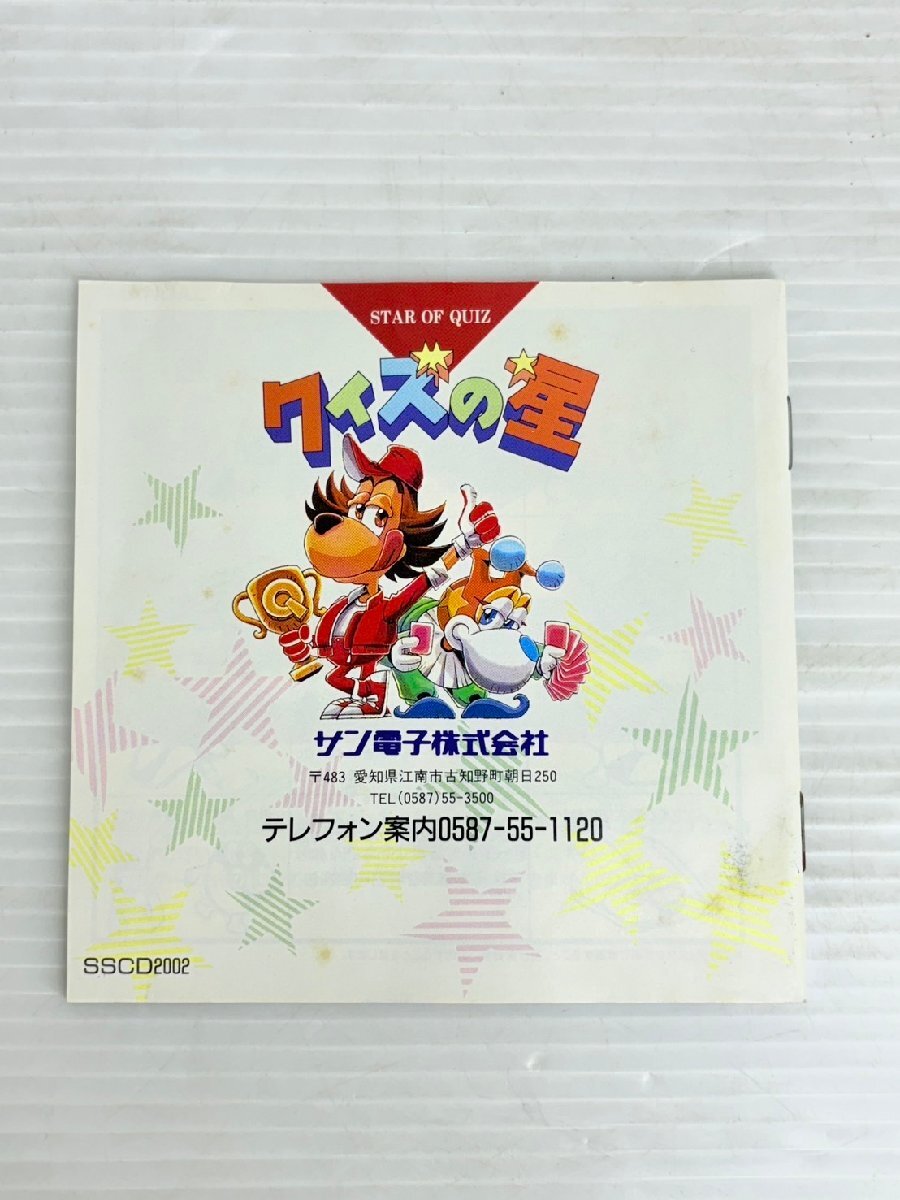 STAR OF QUIZ
クイズの星
サン電子株式会社
〒483 愛知県江南市古知野町朝日250
TEL(0587)55-3500
テレフォン案内0587-55-1120
SSCD2002